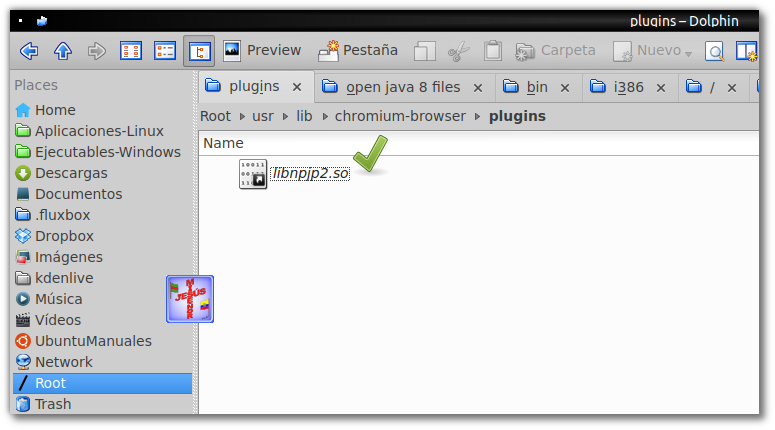 plugins – Dolphin
Preview Pestaña Carpeta Nuevo
Places
Home
Aplicaciones-Linux
Ejecutables-Windows
Descargas
Documentos
.fluxbox
Dropbox
Imágenes
kdenlive
Música
Vídeos
UbuntuManuales
Network
Root
Trash
plugins open java 8 files bin i386 /
Root usr lib chromium-browser plugins
Name
libnpjp2.so
JESÚS